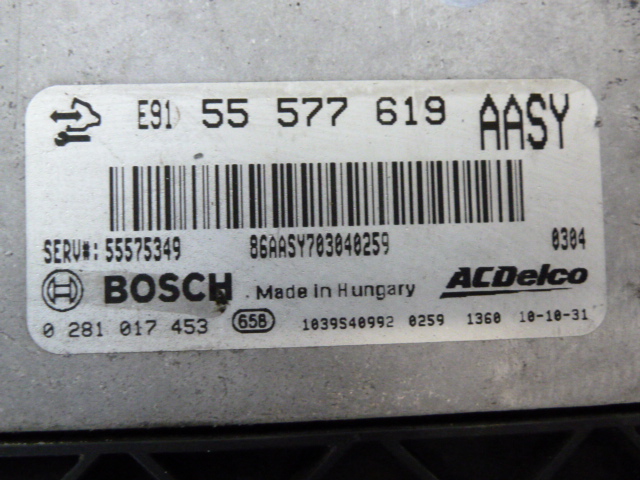 E91 55 577 619 AASY
SERV#: 55575349 86AASY703040259 0304
BOSCH Made in Hungary ACDelco
0 281 017 453 658 1039S40992 0259 1360 10-10-31